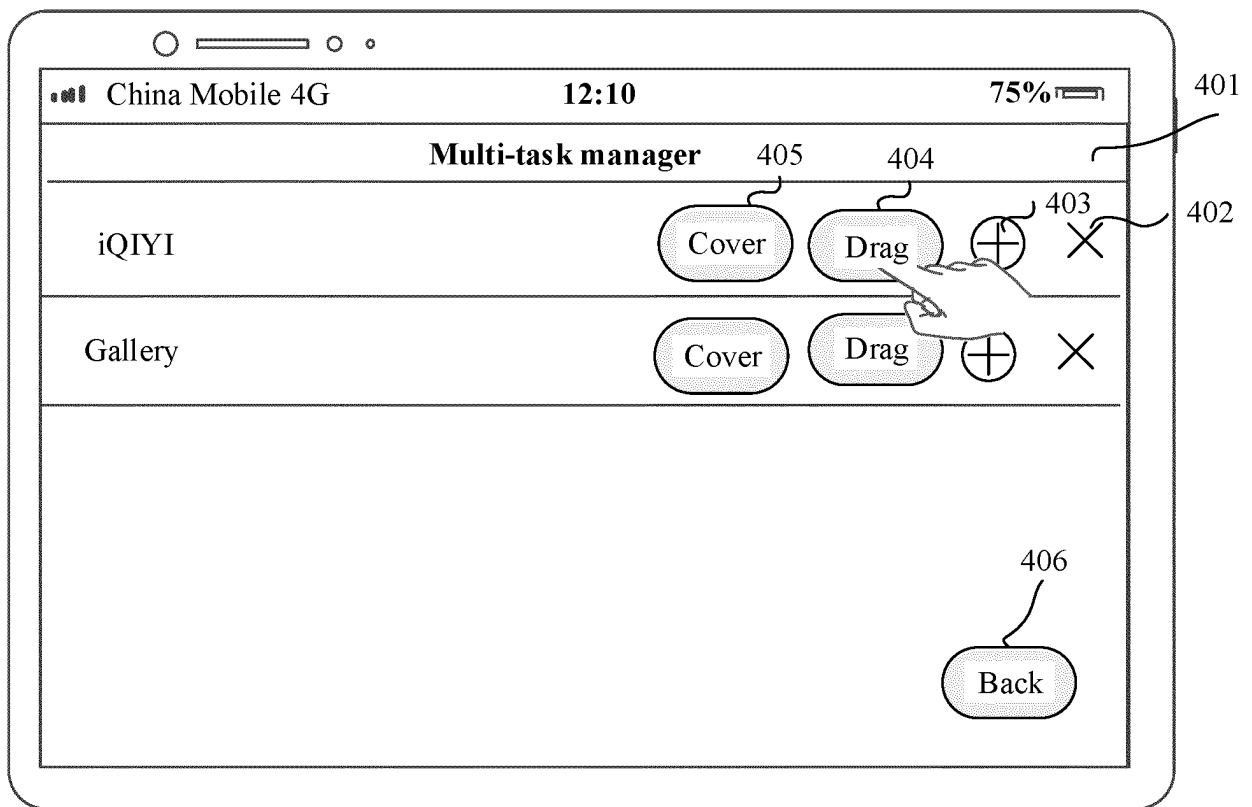 China Mobile 4G 12:10 75%
401
Multi-task manager 405 404
403 402
iQIYI Cover Drag
Gallery Cover Drag
406
Back